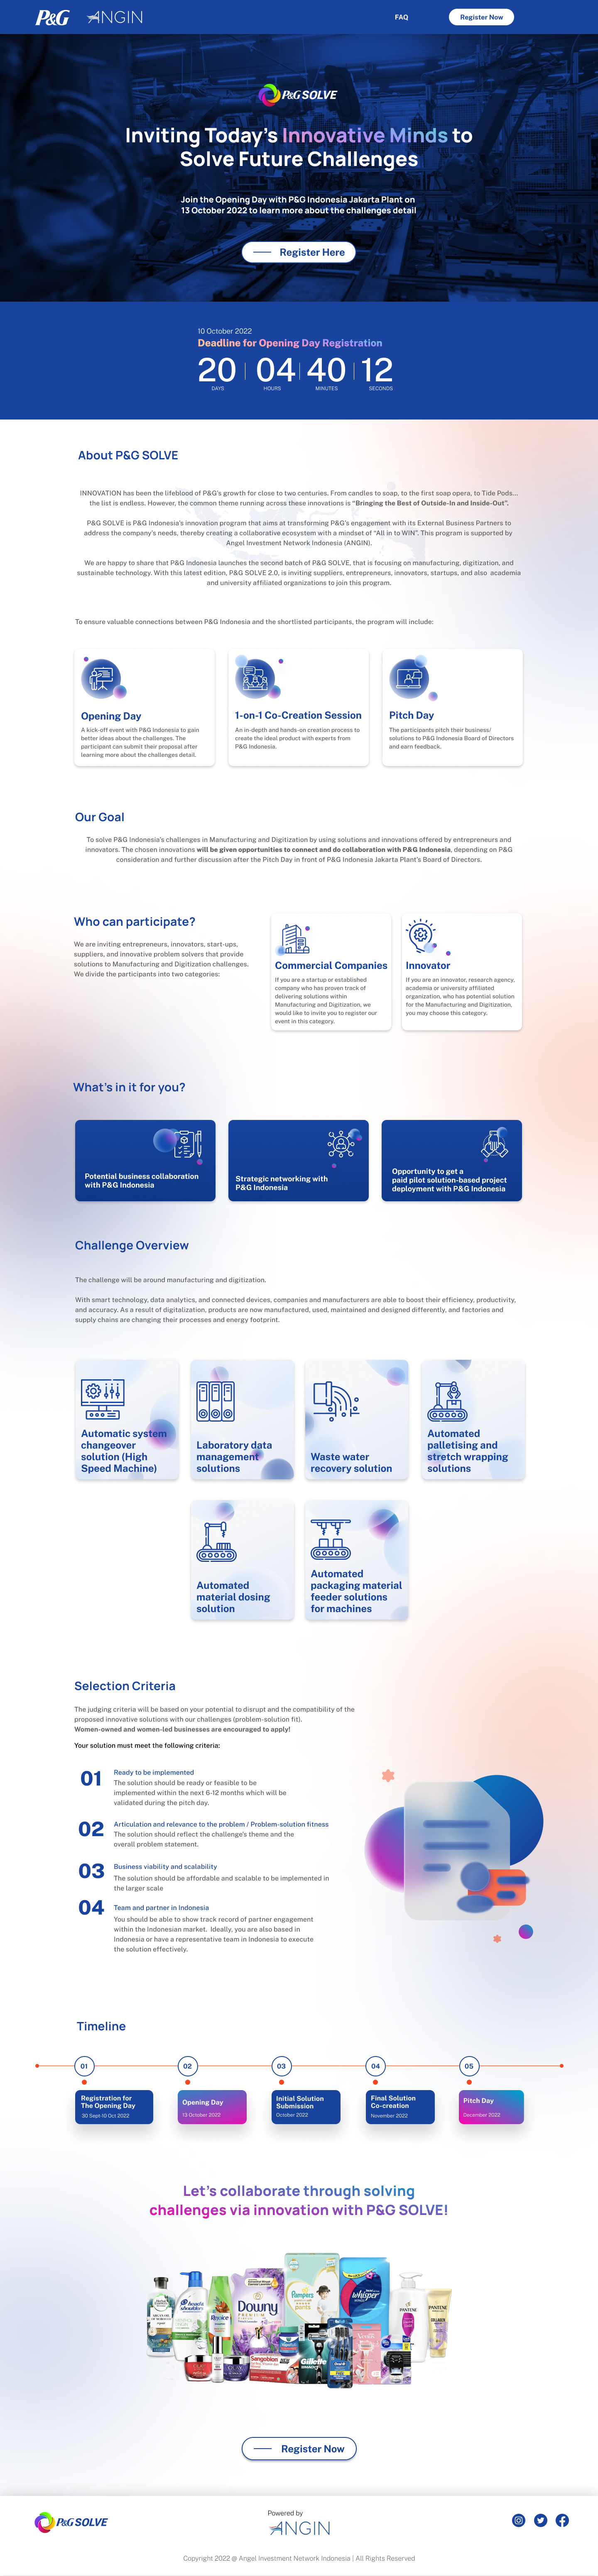 P&G ANGIN FAQ Register Now
P&G SOLVE
Inviting Today's Innovative Minds to
Solve Future Challenges
Join the Opening Day with P&G Indonesia Jakarta Plant on
13 October 2022 to learn more about the challenges detail
Register Here
10 October 2022
Deadline for Opening Day Registration
20 | 04 | 40 | 12
DAYS HOURS MINUTES SECONDS
About P&G SOLVE
INNOVATION has been the lifeblood of P&G's growth for close to two centuries. From candles to soap, to the first soap opera, to Tide Pods...
the list is endless. However, the common theme running across these innovations is "Bringing the Best of Outside-In and Inside-Out".
P&G SOLVE is P&G Indonesia's innovation program that aims at transforming P&G's engagement with its External Business Partners to
address the company's needs, thereby creating a collaborative ecosystem with a mindset of "All in to WIN". This program is supported by
Angel Investment Network Indonesia (ANGIN).
We are happy to share that P&G Indonesia launches the second batch of P&G SOLVE, that is focusing on manufacturing, digitization, and
sustainable technology. With this latest edition, P&G SOLVE 2.0, is inviting suppliers, entrepreneurs, innovators, startups, and also academia
and university affiliated organizations to join this program.
To ensure valuable connections between P&G Indonesia and the shortlisted participants, the program will include:
Opening Day
A kick-off event with P&G Indonesia to gain
better ideas about the challenges. The
participant can submit their proposal after
learning more about the challenges detail.
1-on-1 Co-Creation Session
An in-depth and hands-on creation process to
create the ideal product with experts from
P&G Indonesia.
Pitch Day
The participants pitch their business/
solutions to P&G Indonesia Board of Directors
and earn feedback.
Our Goal
To solve P&G Indonesia's challenges in Manufacturing and Digitization by using solutions and innovations offered by entrepreneurs and
innovators. The chosen innovations will be given opportunities to connect and do collaboration with P&G Indonesia, depending on P&G
consideration and further discussion after the Pitch Day in front of P&G Indonesia Jakarta Plant's Board of Directors.
Who can participate?
We are inviting entrepreneurs, innovators, start-ups,
suppliers, and innovative problem solvers that provide
solutions to Manufacturing and Digitization challenges.
We divide the participants into two categories:
Commercial Companies
If you are a startup or established
company who has proven track of
delivering solutions within
Manufacturing and Digitization, we
would like to invite you to register our
event in this category.
Innovator
If you are an innovator, research agency,
academia or university affiliated
organization, who has potential solution
for the Manufacturing and Digitization,
you may choose this category.
What's in it for you?
Potential business collaboration
with P&G Indonesia
Strategic networking with
P&G Indonesia
Opportunity to get a
paid pilot solution-based project
deployment with P&G Indonesia
Challenge Overview
The challenge will be around manufacturing and digitization.
With smart technology, data analytics, and connected devices, companies and manufacturers are able to boost their efficiency, productivity,
and accuracy. As a result of digitalization, products are now manufactured, used, maintained and designed differently, and factories and
supply chains are changing their processes and energy footprint.
Automatic system
changeover
solution (High
Speed Machine)
Laboratory data
management
solutions
Waste water
recovery solution
Automated
palletising and
stretch wrapping
solutions
Automated
material dosing
solution
Automated
packaging material
feeder solutions
for machines
Selection Criteria
The judging criteria will be based on your potential to disrupt and the compatibility of the
proposed innovative solutions with our challenges (problem-solution fit).
Women-owned and women-led businesses are encouraged to apply!
Your solution must meet the following criteria:
01
Ready to be implemented
The solution should be ready or feasible to be
implemented within the next 6-12 months which will be
validated during the pitch day.
02
Articulation and relevance to the problem / Problem-solution fitness
The solution should reflect the challenge's theme and the
overall problem statement.
03
Business viability and scalability
The solution should be affordable and scalable to be implemented in
the larger scale
04
Team and partner in Indonesia
You should be able to show track record of partner engagement
within the Indonesian market. Ideally, you are also based in
Indonesia or have a representative team in Indonesia to execute
the solution effectively.
Timeline
01 02 03 04 05
Registration for
The Opening Day
30 Sept-10 Oct 2022
Opening Day
13 October 2022
Initial Solution
Submission
October 2022
Final Solution
Co-creation
November 2022
Pitch Day
December 2022
Let's collaborate through solving
challenges via innovation with P&G SOLVE!
head & shoulders
Rejoice
Downy
PREMIUM
Pampers
pants
whisper
PANTENE
PANTENE
Sangobion
Gillette
Oral-B
Venus
Register Now
P&G SOLVE
Powered by
ANGIN
Copyright 2022 @ Angel Investment Network Indonesia | All Rights Reserved